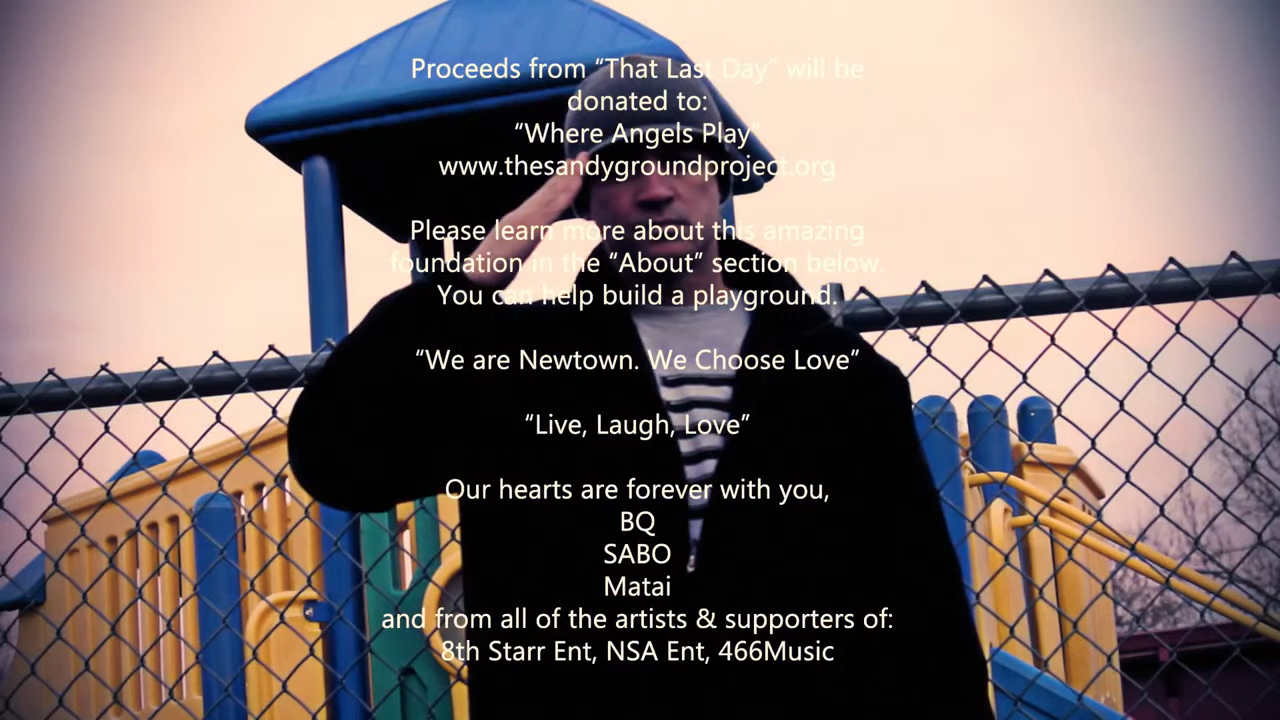 Proceeds from “That Last Day” will be
donated to:
“Where Angels Play”
www.thesandygroundproject.org
Please learn more about this amazing
foundation in the “About” section below.
You can help build a playground.
“We are Newtown. We Choose Love”
“Live, Laugh, Love”
Our hearts are forever with you,
BQ
SABO
Matai
and from all of the artists & supporters of:
8th Starr Ent, NSA Ent, 466Music